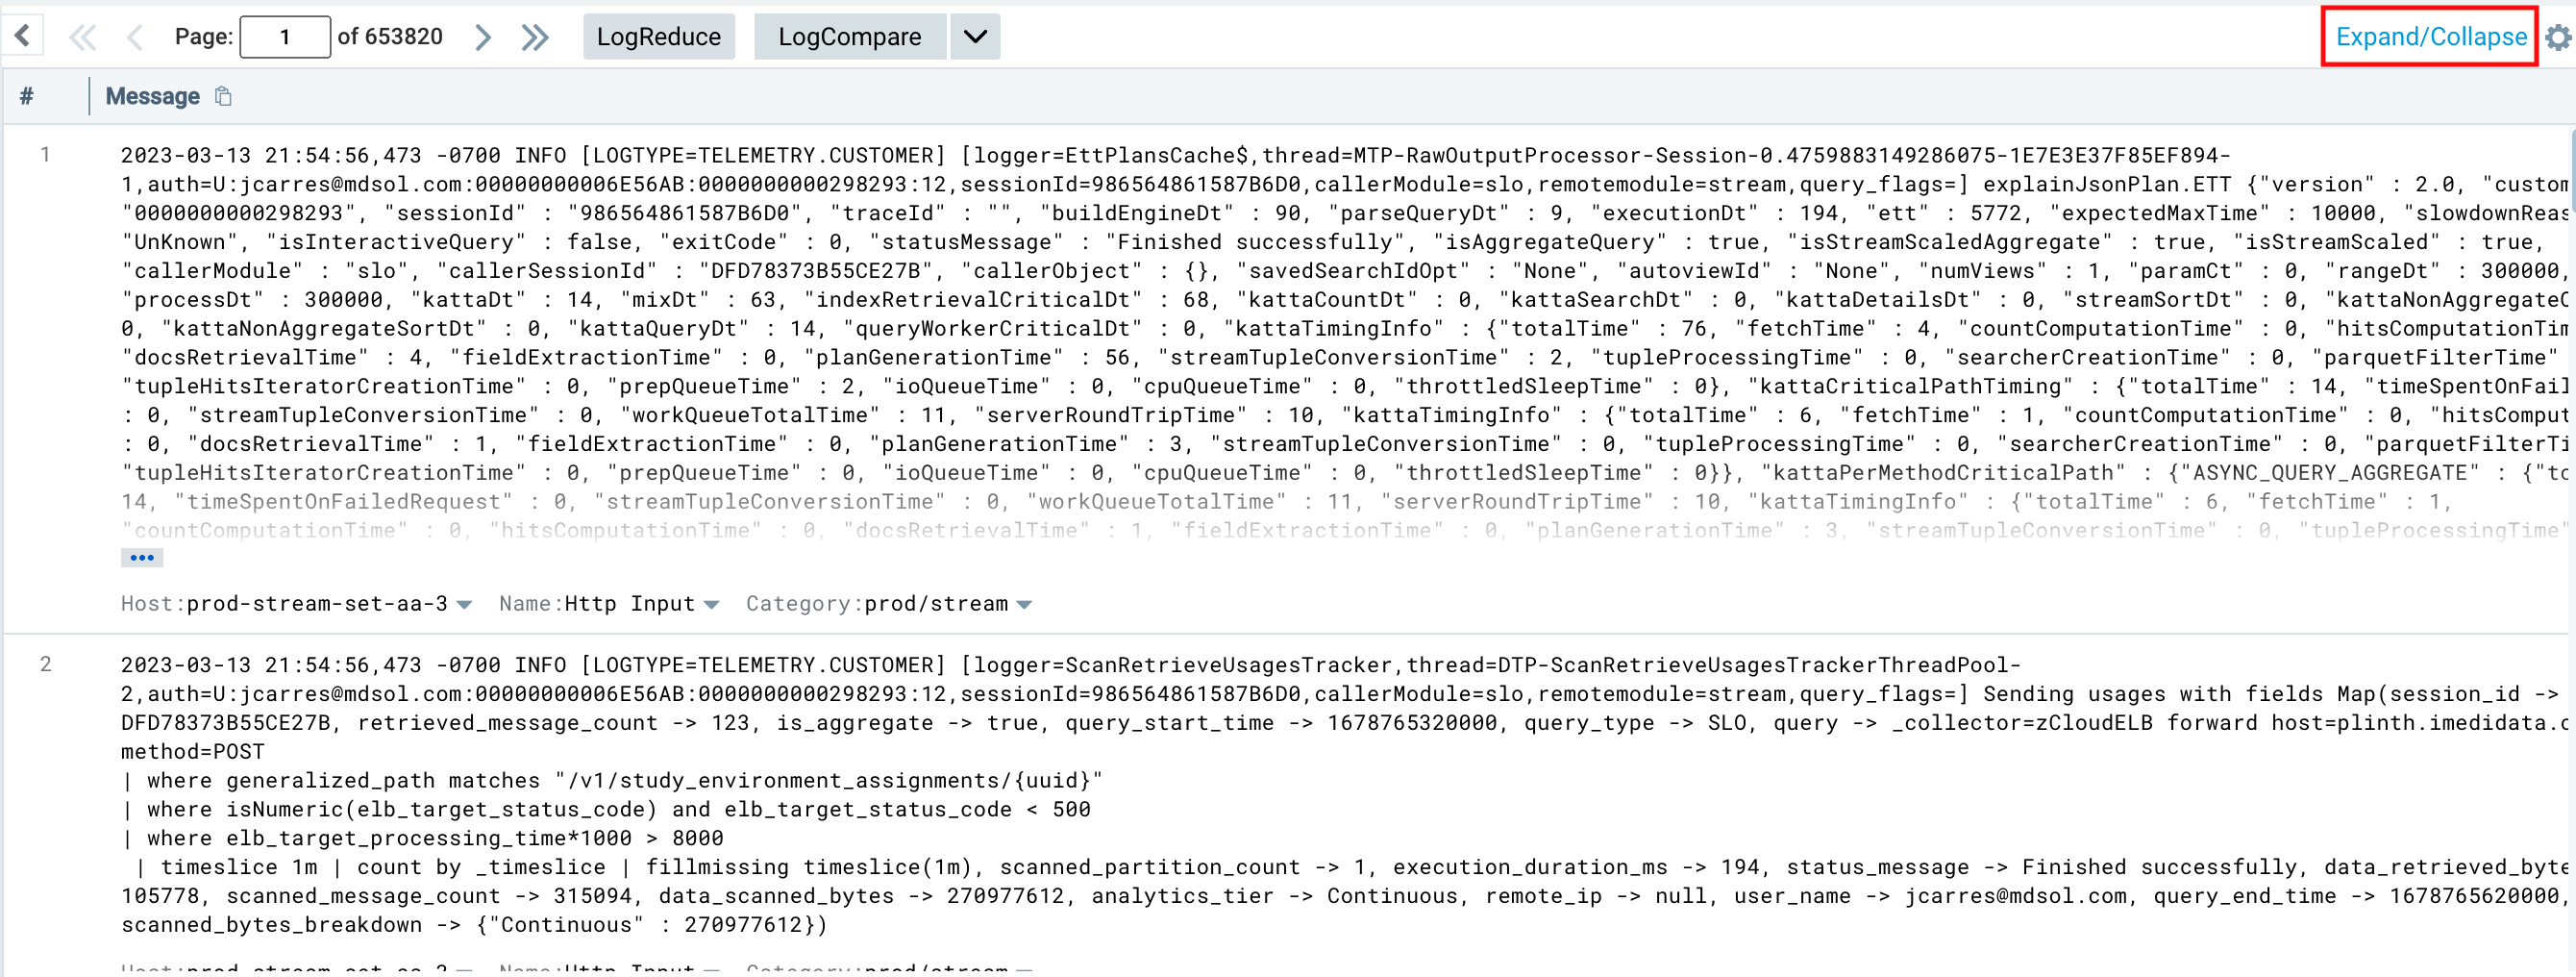 Page: 1 of 653820 LogReduce LogCompare Expand/Collapse
# Message
1
2023-03-13 21:54:56,473 -0700 INFO [LOGTYPE=TELEMETRY.CUSTOMER] [logger=EttPlansCache$,thread=MTP-RawOutputProcessor-Session-0.4759883149286075-1E7E3E37F85EF894-
1,auth=U:jcarres@mdsol.com:00000000006E56AB:0000000000298293:12,sessionId=986564861587B6D0,callerModule=slo,remotemodule=stream,query_flags=] explainJsonPlan.ETT {"version" : 2.0, "custom
"0000000000298293", "sessionId" : "986564861587B6D0", "traceId" : "", "buildEngineDt" : 90, "parseQueryDt" : 9, "executionDt" : 194, "ett" : 5772, "expectedMaxTime" : 10000, "slowdownReas
"UnKnown", "isInteractiveQuery" : false, "exitCode" : 0, "statusMessage" : "Finished successfully", "isAggregateQuery" : true, "isStreamScaledAggregate" : true, "isStreamScaled" : true,
"callerModule" : "slo", "callerSessionId" : "DFD78373B55CE27B", "callerObject" : {}, "savedSearchIdOpt" : "None", "autoviewId" : "None", "numViews" : 1, "paramCt" : 0, "rangeDt" : 300000,
"processDt" : 300000, "kattaDt" : 14, "mixDt" : 63, "indexRetrievalCriticalDt" : 68, "kattaCountDt" : 0, "kattaSearchDt" : 0, "kattaDetailsDt" : 0, "streamSortDt" : 0, "kattaNonAggregateC
0, "kattaNonAggregateSortDt" : 0, "kattaQueryDt" : 14, "queryWorkerCriticalDt" : 0, "kattaTimingInfo" : {"totalTime" : 76, "fetchTime" : 4, "countComputationTime" : 0, "hitsComputationTim
"docsRetrievalTime" : 4, "fieldExtractionTime" : 0, "planGenerationTime" : 56, "streamTupleConversionTime" : 2, "tupleProcessingTime" : 0, "searcherCreationTime" : 0, "parquetFilterTime"
"tupleHitsIteratorCreationTime" : 0, "prepQueueTime" : 2, "ioQueueTime" : 0, "cpuQueueTime" : 0, "throttledSleepTime" : 0}, "kattaCriticalPathTiming" : {"totalTime" : 14, "timeSpentOnFail
: 0, "streamTupleConversionTime" : 0, "workQueueTotalTime" : 11, "serverRoundTripTime" : 10, "kattaTimingInfo" : {"totalTime" : 6, "fetchTime" : 1, "countComputationTime" : 0, "hitsComput
: 0, "docsRetrievalTime" : 1, "fieldExtractionTime" : 0, "planGenerationTime" : 3, "streamTupleConversionTime" : 0, "tupleProcessingTime" : 0, "searcherCreationTime" : 0, "parquetFilterTi
"tupleHitsIteratorCreationTime" : 0, "prepQueueTime" : 0, "ioQueueTime" : 0, "cpuQueueTime" : 0, "throttledSleepTime" : 0}}, "kattaPerMethodCriticalPath" : {"ASYNC_QUERY_AGGREGATE" : {"to
14, "timeSpentOnFailedRequest" : 0, "streamTupleConversionTime" : 0, "workQueueTotalTime" : 11, "serverRoundTripTime" : 10, "kattaTimingInfo" : {"totalTime" : 6, "fetchTime" : 1,
"countComputationTime" : 0, "hitsComputationTime" : 0, "docsRetrievalTime" : 1, "fieldExtractionTime" : 0, "planGenerationTime" : 3, "streamTupleConversionTime" : 0, "tupleProcessingTime"
Host:prod-stream-set-aa-3 Name:Http Input Category:prod/stream
2
2023-03-13 21:54:56,473 -0700 INFO [LOGTYPE=TELEMETRY.CUSTOMER] [logger=ScanRetrieveUsagesTracker,thread=DTP-ScanRetrieveUsagesTrackerThreadPool-
2,auth=U:jcarres@mdsol.com:00000000006E56AB:0000000000298293:12,sessionId=986564861587B6D0,callerModule=slo,remotemodule=stream,query_flags=] Sending usages with fields Map(session_id ->
DFD78373B55CE27B, retrieved_message_count -> 123, is_aggregate -> true, query_start_time -> 1678765320000, query_type -> SLO, query -> _collector=zCloudELB forward host=plinth.imedidata.c
method=POST
| where generalized_path matches "/v1/study_environment_assignments/{uuid}"
| where isNumeric(elb_target_status_code) and elb_target_status_code < 500
| where elb_target_processing_time*1000 > 8000
| timeslice 1m | count by _timeslice | fillmissing timeslice(1m), scanned_partition_count -> 1, execution_duration_ms -> 194, status_message -> Finished successfully, data_retrieved_byte
105778, scanned_message_count -> 315094, data_scanned_bytes -> 270977612, analytics_tier -> Continuous, remote_ip -> null, user_name -> jcarres@mdsol.com, query_end_time -> 1678765620000,
scanned_bytes_breakdown -> {"Continuous" : 270977612})
Host:prod-stream-set-aa-3 Name:Http Input Category:prod/stream